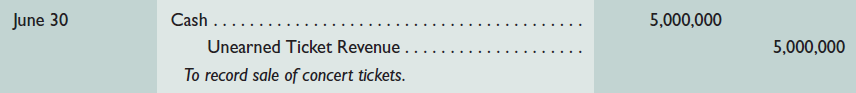 June 30 Cash . . . . . . . . . . . . . . . . . . . . . . . . . . . . . . . . . . . . . . . . . 5,000,000
Unearned Ticket Revenue . . . . . . . . . . . . . . . . . . . . 5,000,000
To record sale of concert tickets.